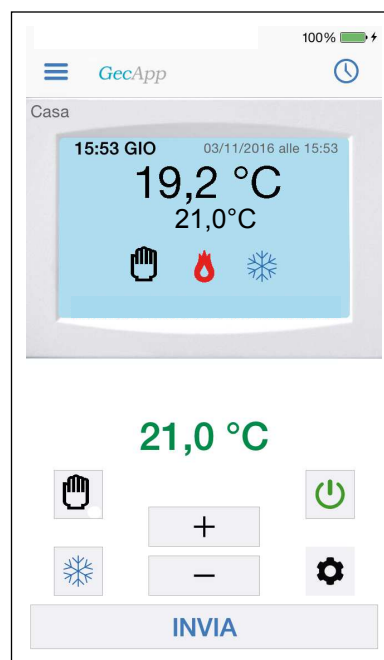 100%
GecApp
Casa
15:53 GIO 03/11/2016 alle 15:53
19,2 °C
21,0°C
21,0 °C
+
–
INVIA